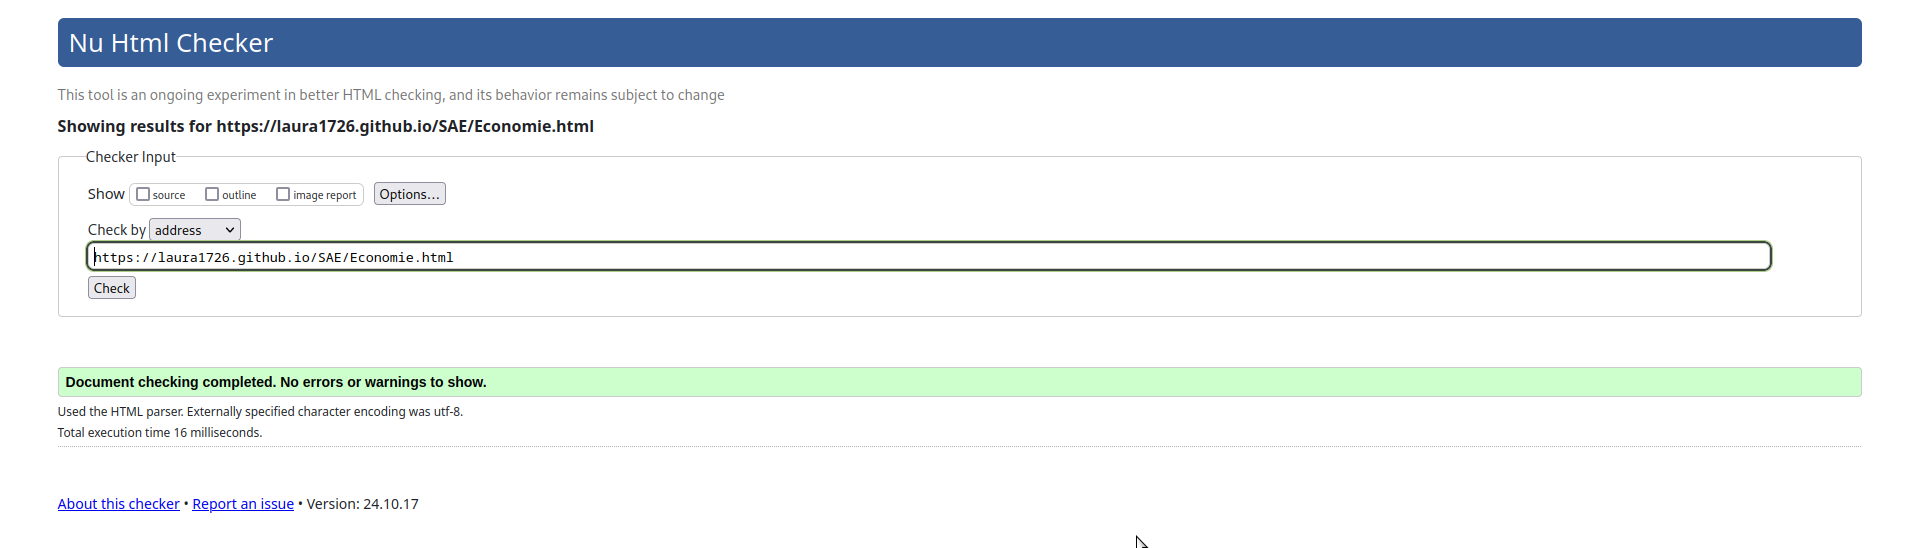 Nu Html Checker
This tool is an ongoing experiment in better HTML checking, and its behavior remains subject to change
Showing results for https://laura1726.github.io/SAE/Economie.html
Checker Input
Show source outline image report Options...
Check by address
https://laura1726.github.io/SAE/Economie.html
Check
Document checking completed. No errors or warnings to show.
Used the HTML parser. Externally specified character encoding was utf-8.
Total execution time 16 milliseconds.
About this checker • Report an issue • Version: 24.10.17